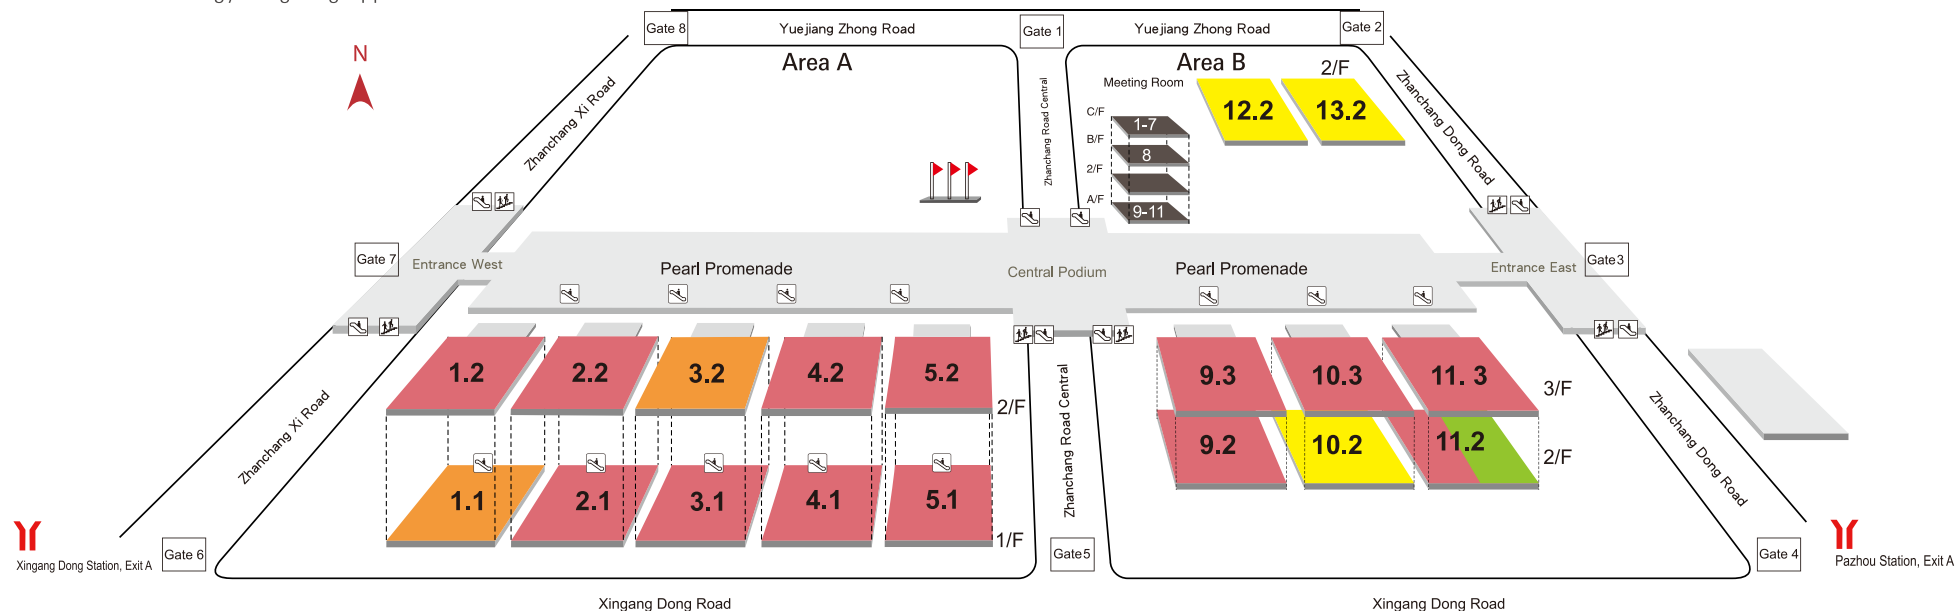 Gate 8
Yuejiang Zhong Road
Gate 1
Yuejiang Zhong Road
Gate 2
N
Area A
Area B
2/F
Meeting Room
Zhanchang Xi Road
Zhanchang Road Central
Zhanchang Dong Road
C/F
1-7
B/F
8
2/F
A/F
9-11
12.2
13.2
Gate 7
Entrance West
Pearl Promenade
Central Podium
Pearl Promenade
Entrance East
Gate3
1.2
2.2
3.2
4.2
5.2
2/F
9.3
10.3
11. 3
3/F
Zhanchang Xi Road
Zhanchang Road Central
Zhanchang Dong Road
9.2
10.2
11.2
2/F
1.1
2.1
3.1
4.1
5.1
1/F
Xingang Dong Station, Exit A
Gate 6
Gate5
Gate 4
Pazhou Station, Exit A
Xingang Dong Road
Xingang Dong Road